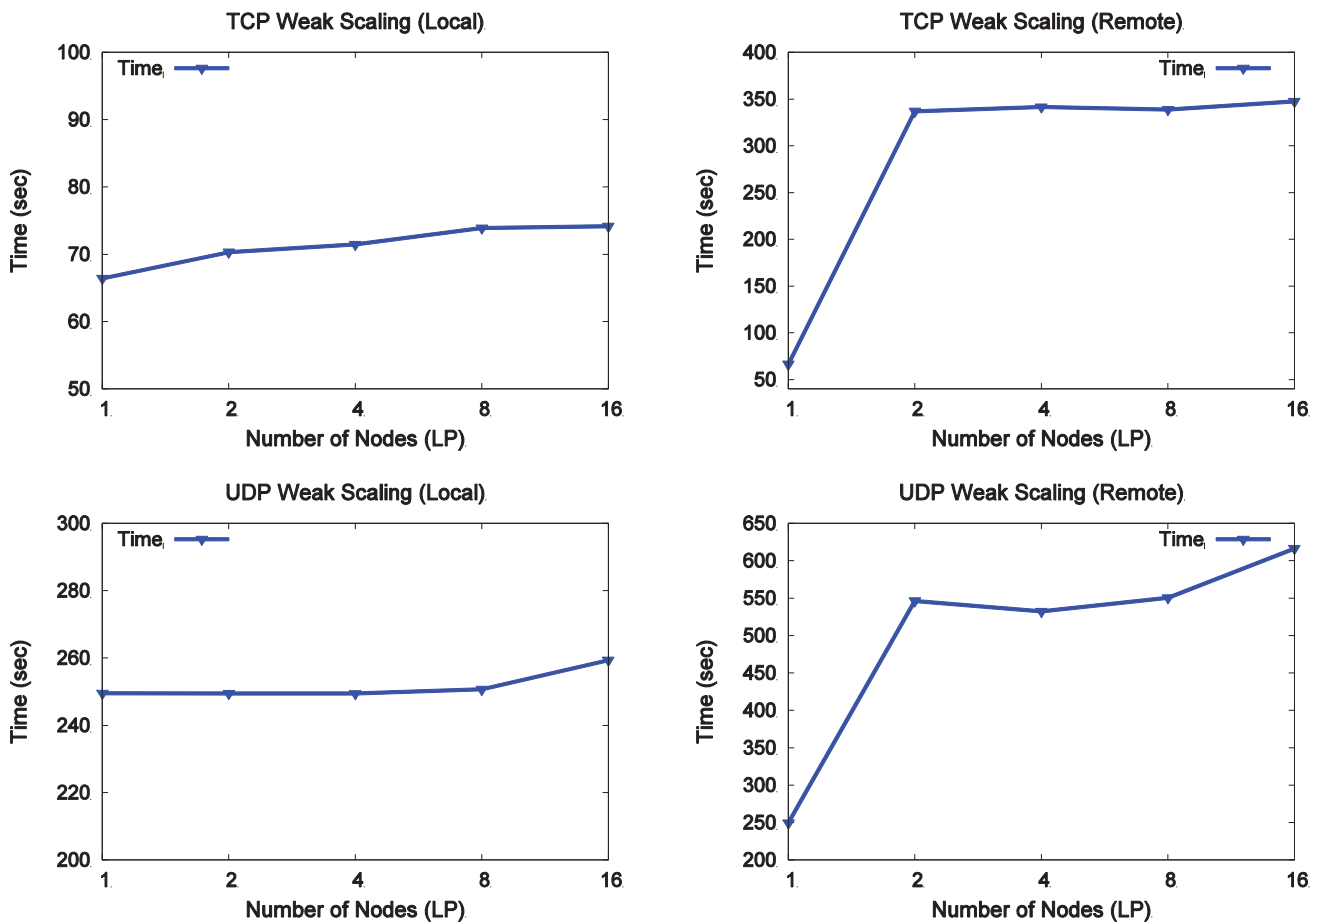 TCP Weak Scaling (Local)
100
90
80
70
60
50
Time (sec)
Time
1 2 4 8 16
Number of Nodes (LP)
TCP Weak Scaling (Remote)
400
350
300
250
200
150
100
50
Time (sec)
Time
1 2 4 8 16
Number of Nodes (LP)
UDP Weak Scaling (Local)
300
280
260
240
220
200
Time (sec)
Time
1 2 4 8 16
Number of Nodes (LP)
UDP Weak Scaling (Remote)
650
600
550
500
450
400
350
300
250
200
Time (sec)
Time
1 2 4 8 16
Number of Nodes (LP)